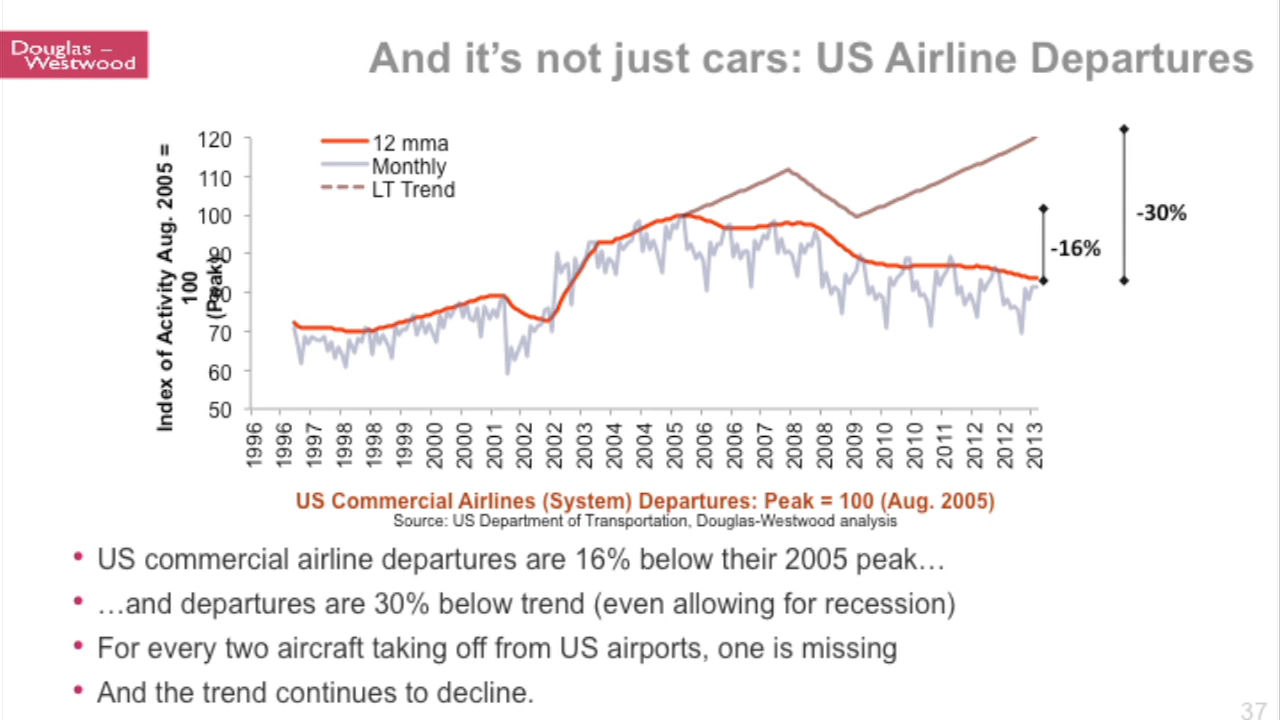 Douglas –
Westwood
And it's not just cars: US Airline Departures
Index of Activity Aug. 2005 =
100
(Peak)
120
110
100
90
80
70
60
50
12 mma
Monthly
LT Trend
-16%
-30%
1996 1996 1997 1998 1998 1999 2000 2000 2001 2002 2002 2003 2004 2004 2005 2006 2006 2007 2008 2008 2009 2010 2010 2011 2012 2012 2013
US Commercial Airlines (System) Departures: Peak = 100 (Aug. 2005)
Source: US Department of Transportation, Douglas-Westwood analysis
• US commercial airline departures are 16% below their 2005 peak…
• …and departures are 30% below trend (even allowing for recession)
• For every two aircraft taking off from US airports, one is missing
• And the trend continues to decline.
37